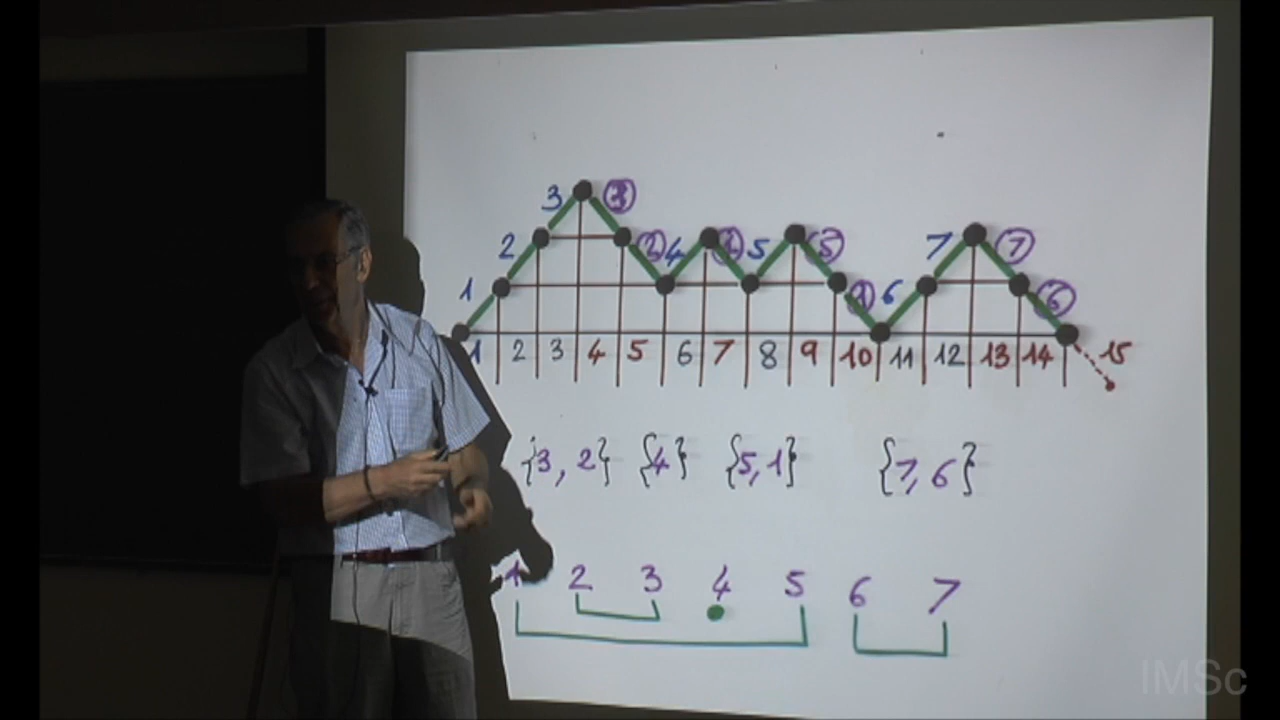 3 3
2 2 4 4 5 5 7 7
1 1 6 6
1 2 3 4 5 6 7 8 9 10 11 12 13 14 15
{3, 2} {4} {5, 1} {7, 6}
1 2 3 4 5 6 7
IMSc